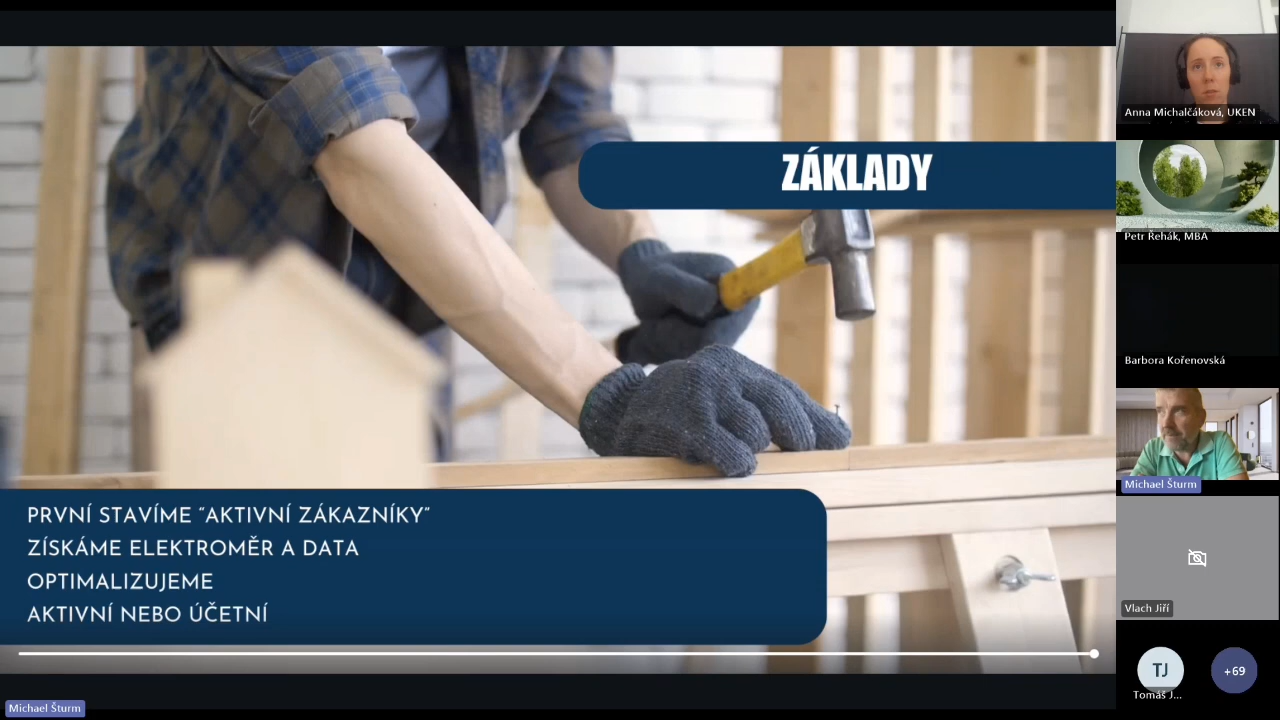 ZÁKLADY
PRVNÍ STAVÍME “AKTIVNÍ ZÁKAZNÍKY”
ZÍSKÁME ELEKTROMĚR A DATA
OPTIMALIZUJEME
AKTIVNÍ NEBO ÚČETNÍ
Michael Šturm
Anna Michalčáková, UKEN
Petr Řehák, MBA
Barbora Kořenovská
Michael Šturm
Vlach Jiří
TJ
Tomáš J...
+69